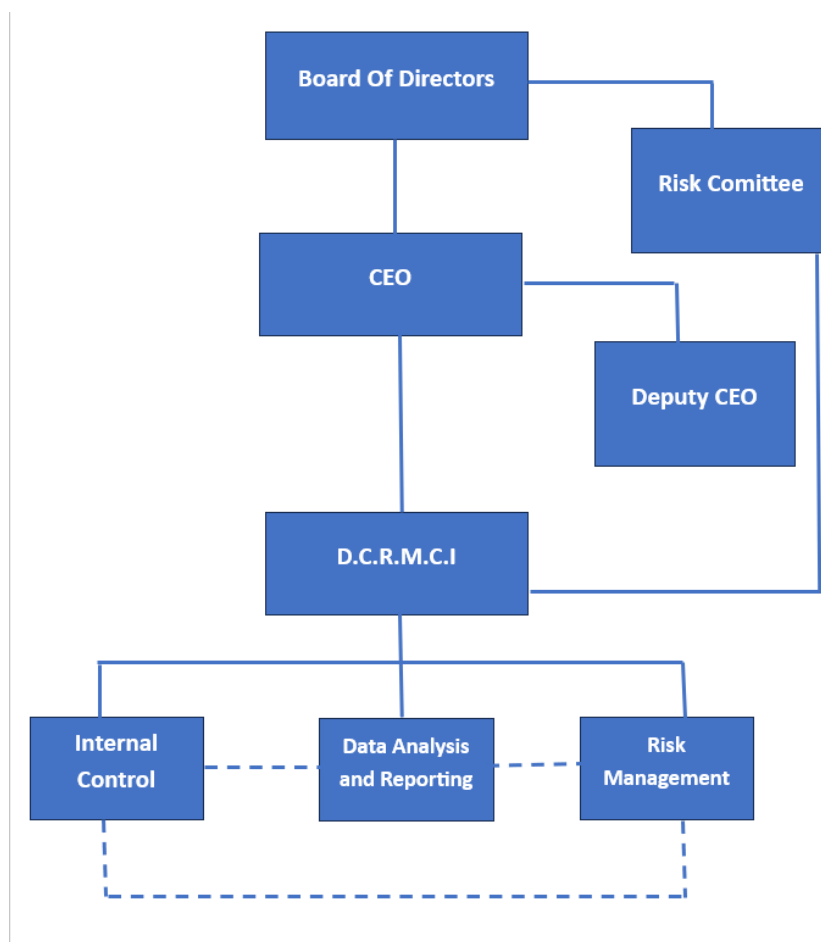 Board Of Directors
Risk Comittee
CEO
Deputy CEO
D.C.R.M.C.I
Internal
Control
Data Analysis
and Reporting
Risk
Management